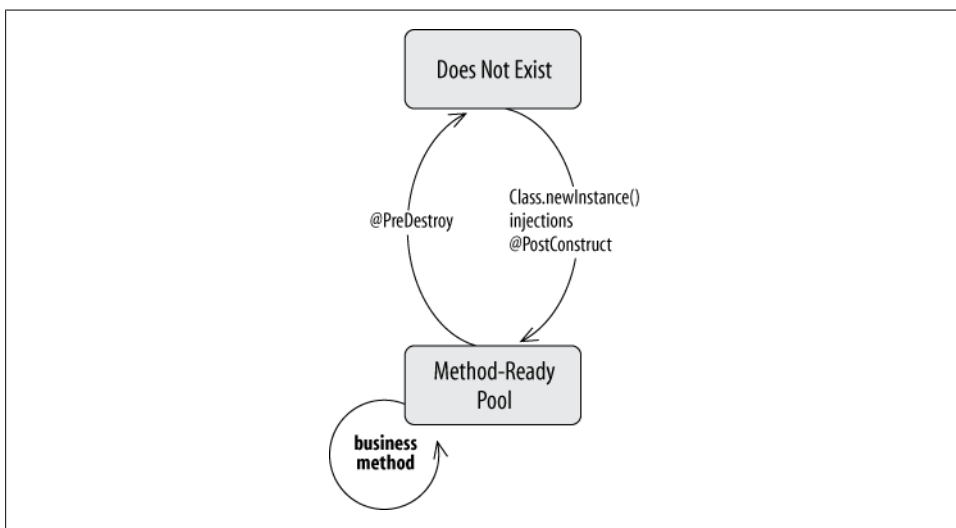 Does Not Exist
@PreDestroy
Class.newInstance()
injections
@PostConstruct
Method-Ready
Pool
business
method